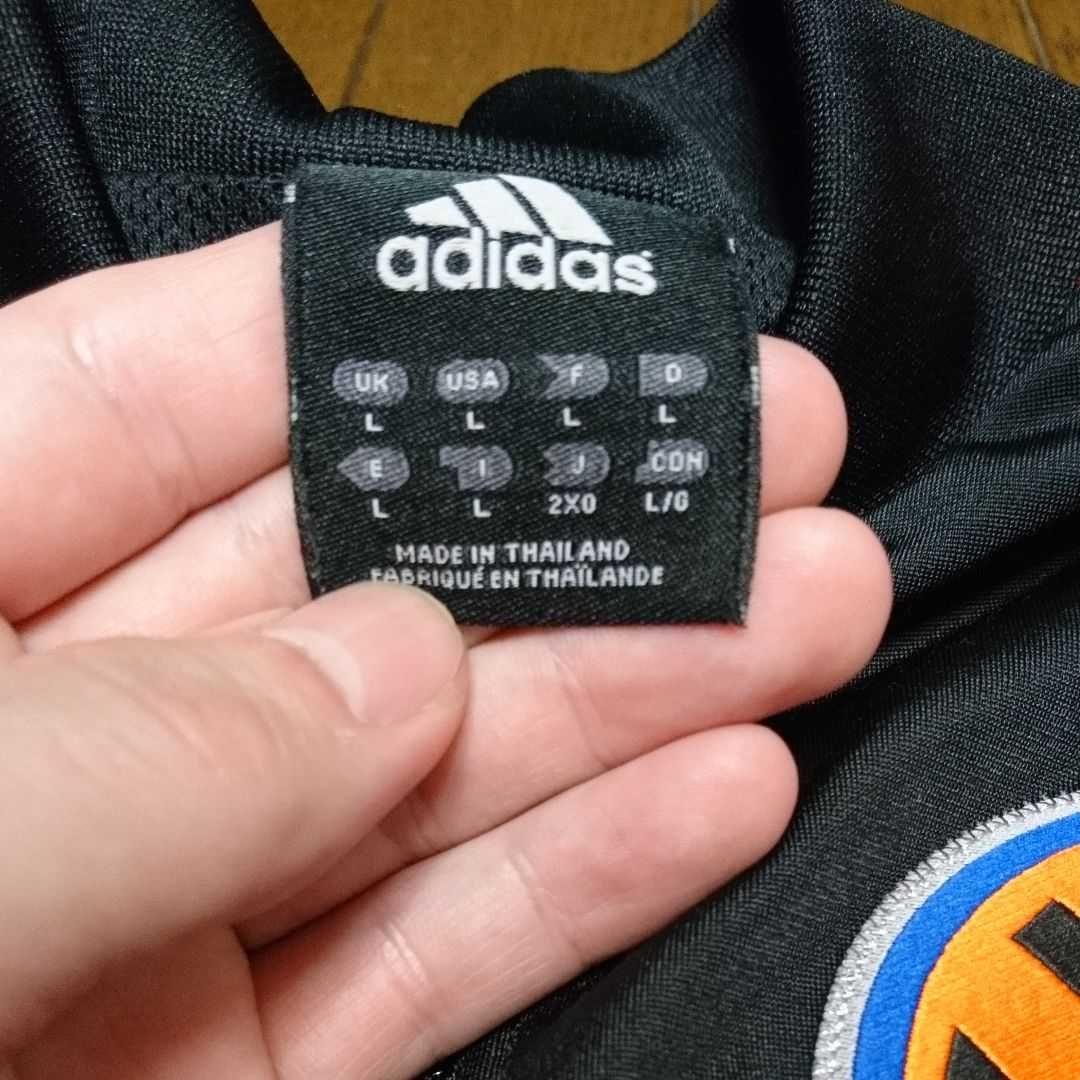 adidas
UK USA F D
L L L L
E I J CDN
L L 2XO L/G
MADE IN THAILAND
FABRIQUÉ EN THAÏLANDE